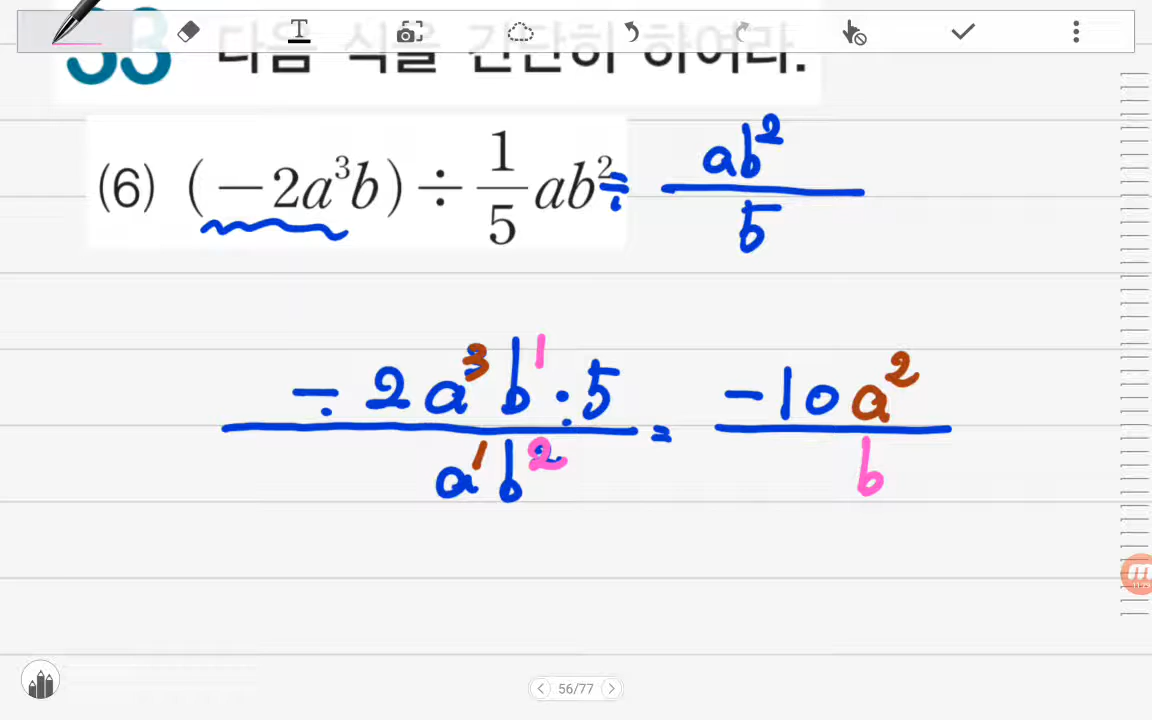 T
33 다음 식을 간단히 하여라.
(6) (−2a³b) ÷ 1/5 ab² = ab²/5
−2a³b¹·5 / a¹b² = −10a²/b
56/77